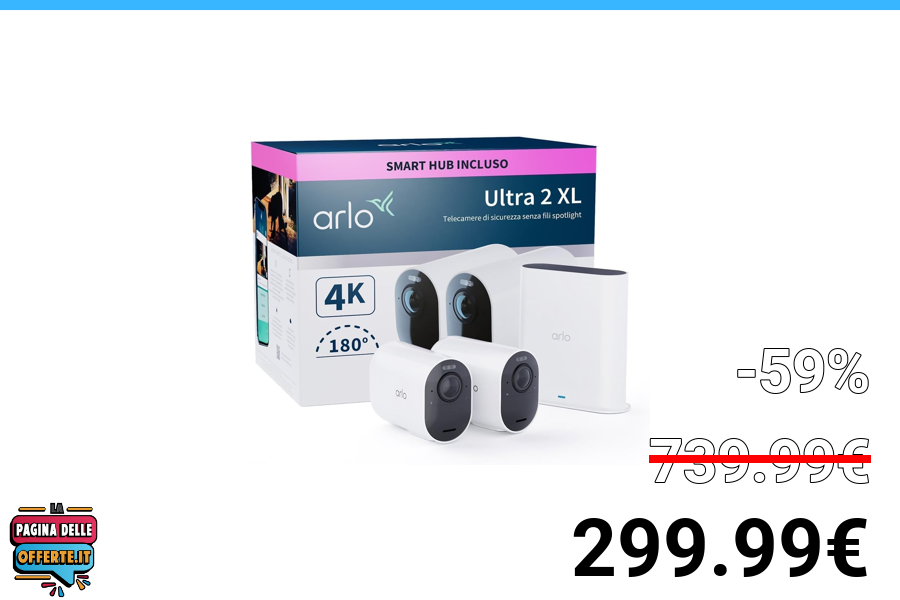 SMART HUB INCLUSO
arlo
Ultra 2 XL
Telecamere di sicurezza senza fili spotlight
4K
180°
arlo
arlo
-59%
739.99€
299.99€
LA
PAGINA DELLE
OFFERTE.IT